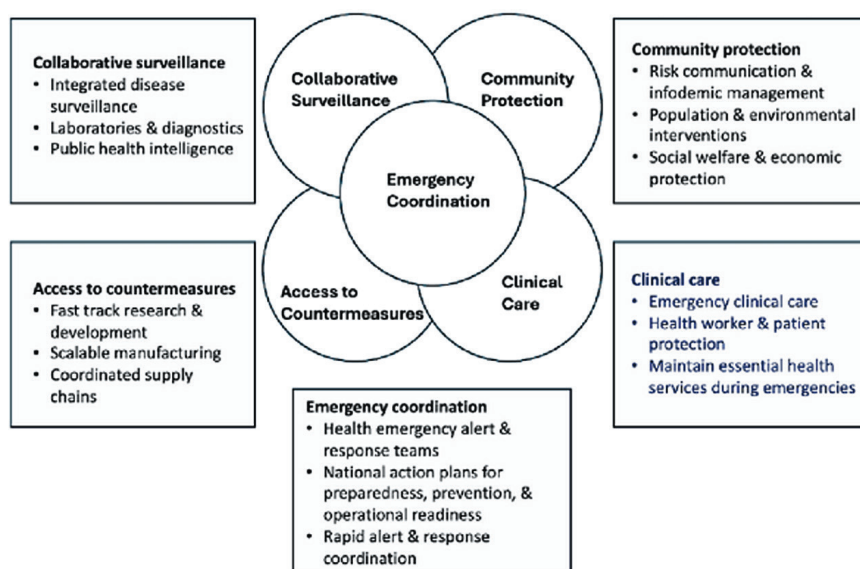 Collaborative surveillance
• Integrated disease
surveillance
• Laboratories & diagnostics
• Public health intelligence
Collaborative
Surveillance
Community
Protection
Community protection
• Risk communication &
infodemic management
• Population & environmental
interventions
• Social welfare & economic
protection
Emergency
Coordination
Access to countermeasures
• Fast track research &
development
• Scalable manufacturing
• Coordinated supply
chains
Access to
Countermeasures
Clinical
Care
Clinical care
• Emergency clinical care
• Health worker & patient
protection
• Maintain essential health
services during emergencies
Emergency coordination
• Health emergency alert &
response teams
• National action plans for
preparedness, prevention, &
operational readiness
• Rapid alert & response
coordination